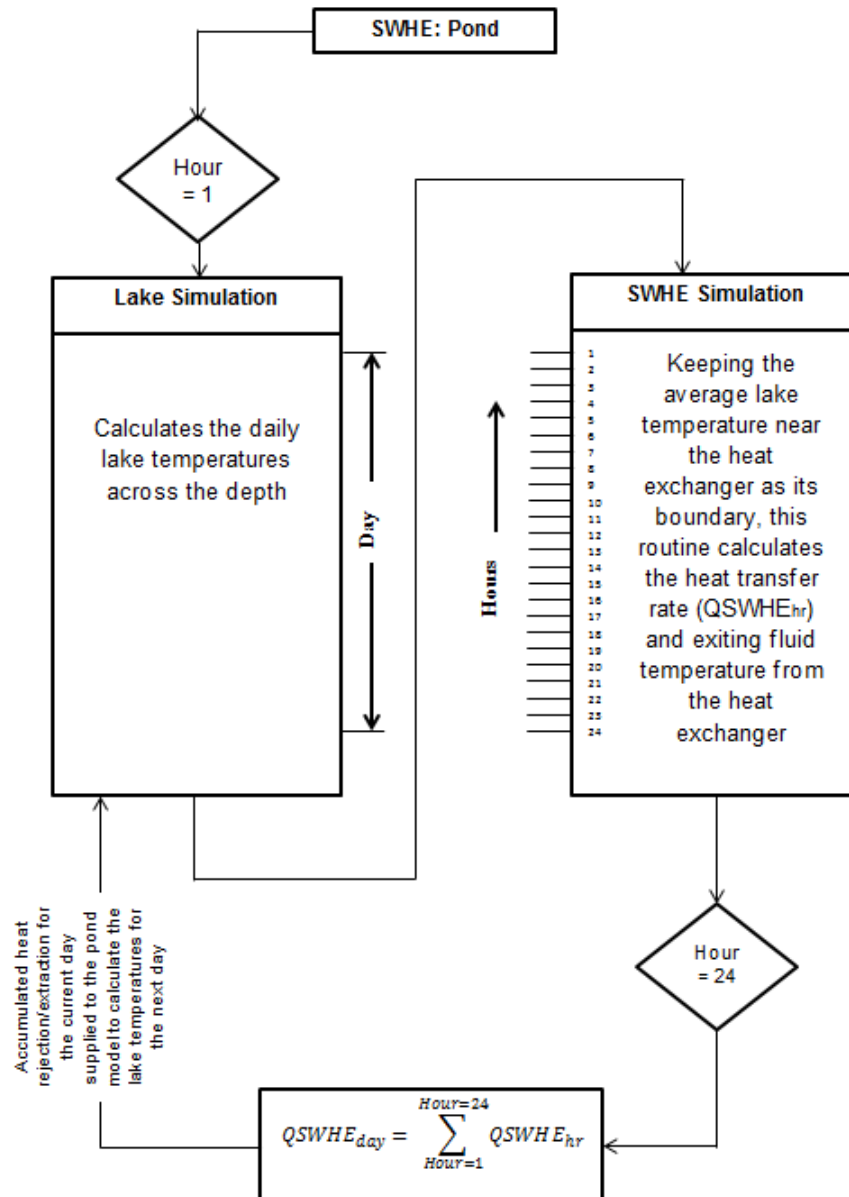 SWHE: Pond
Hour
= 1
Lake Simulation
Calculates the daily
lake temperatures
across the depth
Day
Hours
SWHE Simulation
1
2
3
4
5
6
7
8
9
10
11
12
13
14
15
16
17
18
19
20
21
22
23
24
Keeping the
average lake
temperature near
the heat
exchanger as its
boundary, this
routine calculates
the heat transfer
rate (QSWHEhr)
and exiting fluid
temperature from
the heat
exchanger
Hour
= 24
Accumulated heat
rejection/extraction for
the current day
supplied to the pond
model to calculate the
lake temperatures for
the next day
Hour=24
QSWHEday = ∑ QSWHEhr
Hour=1